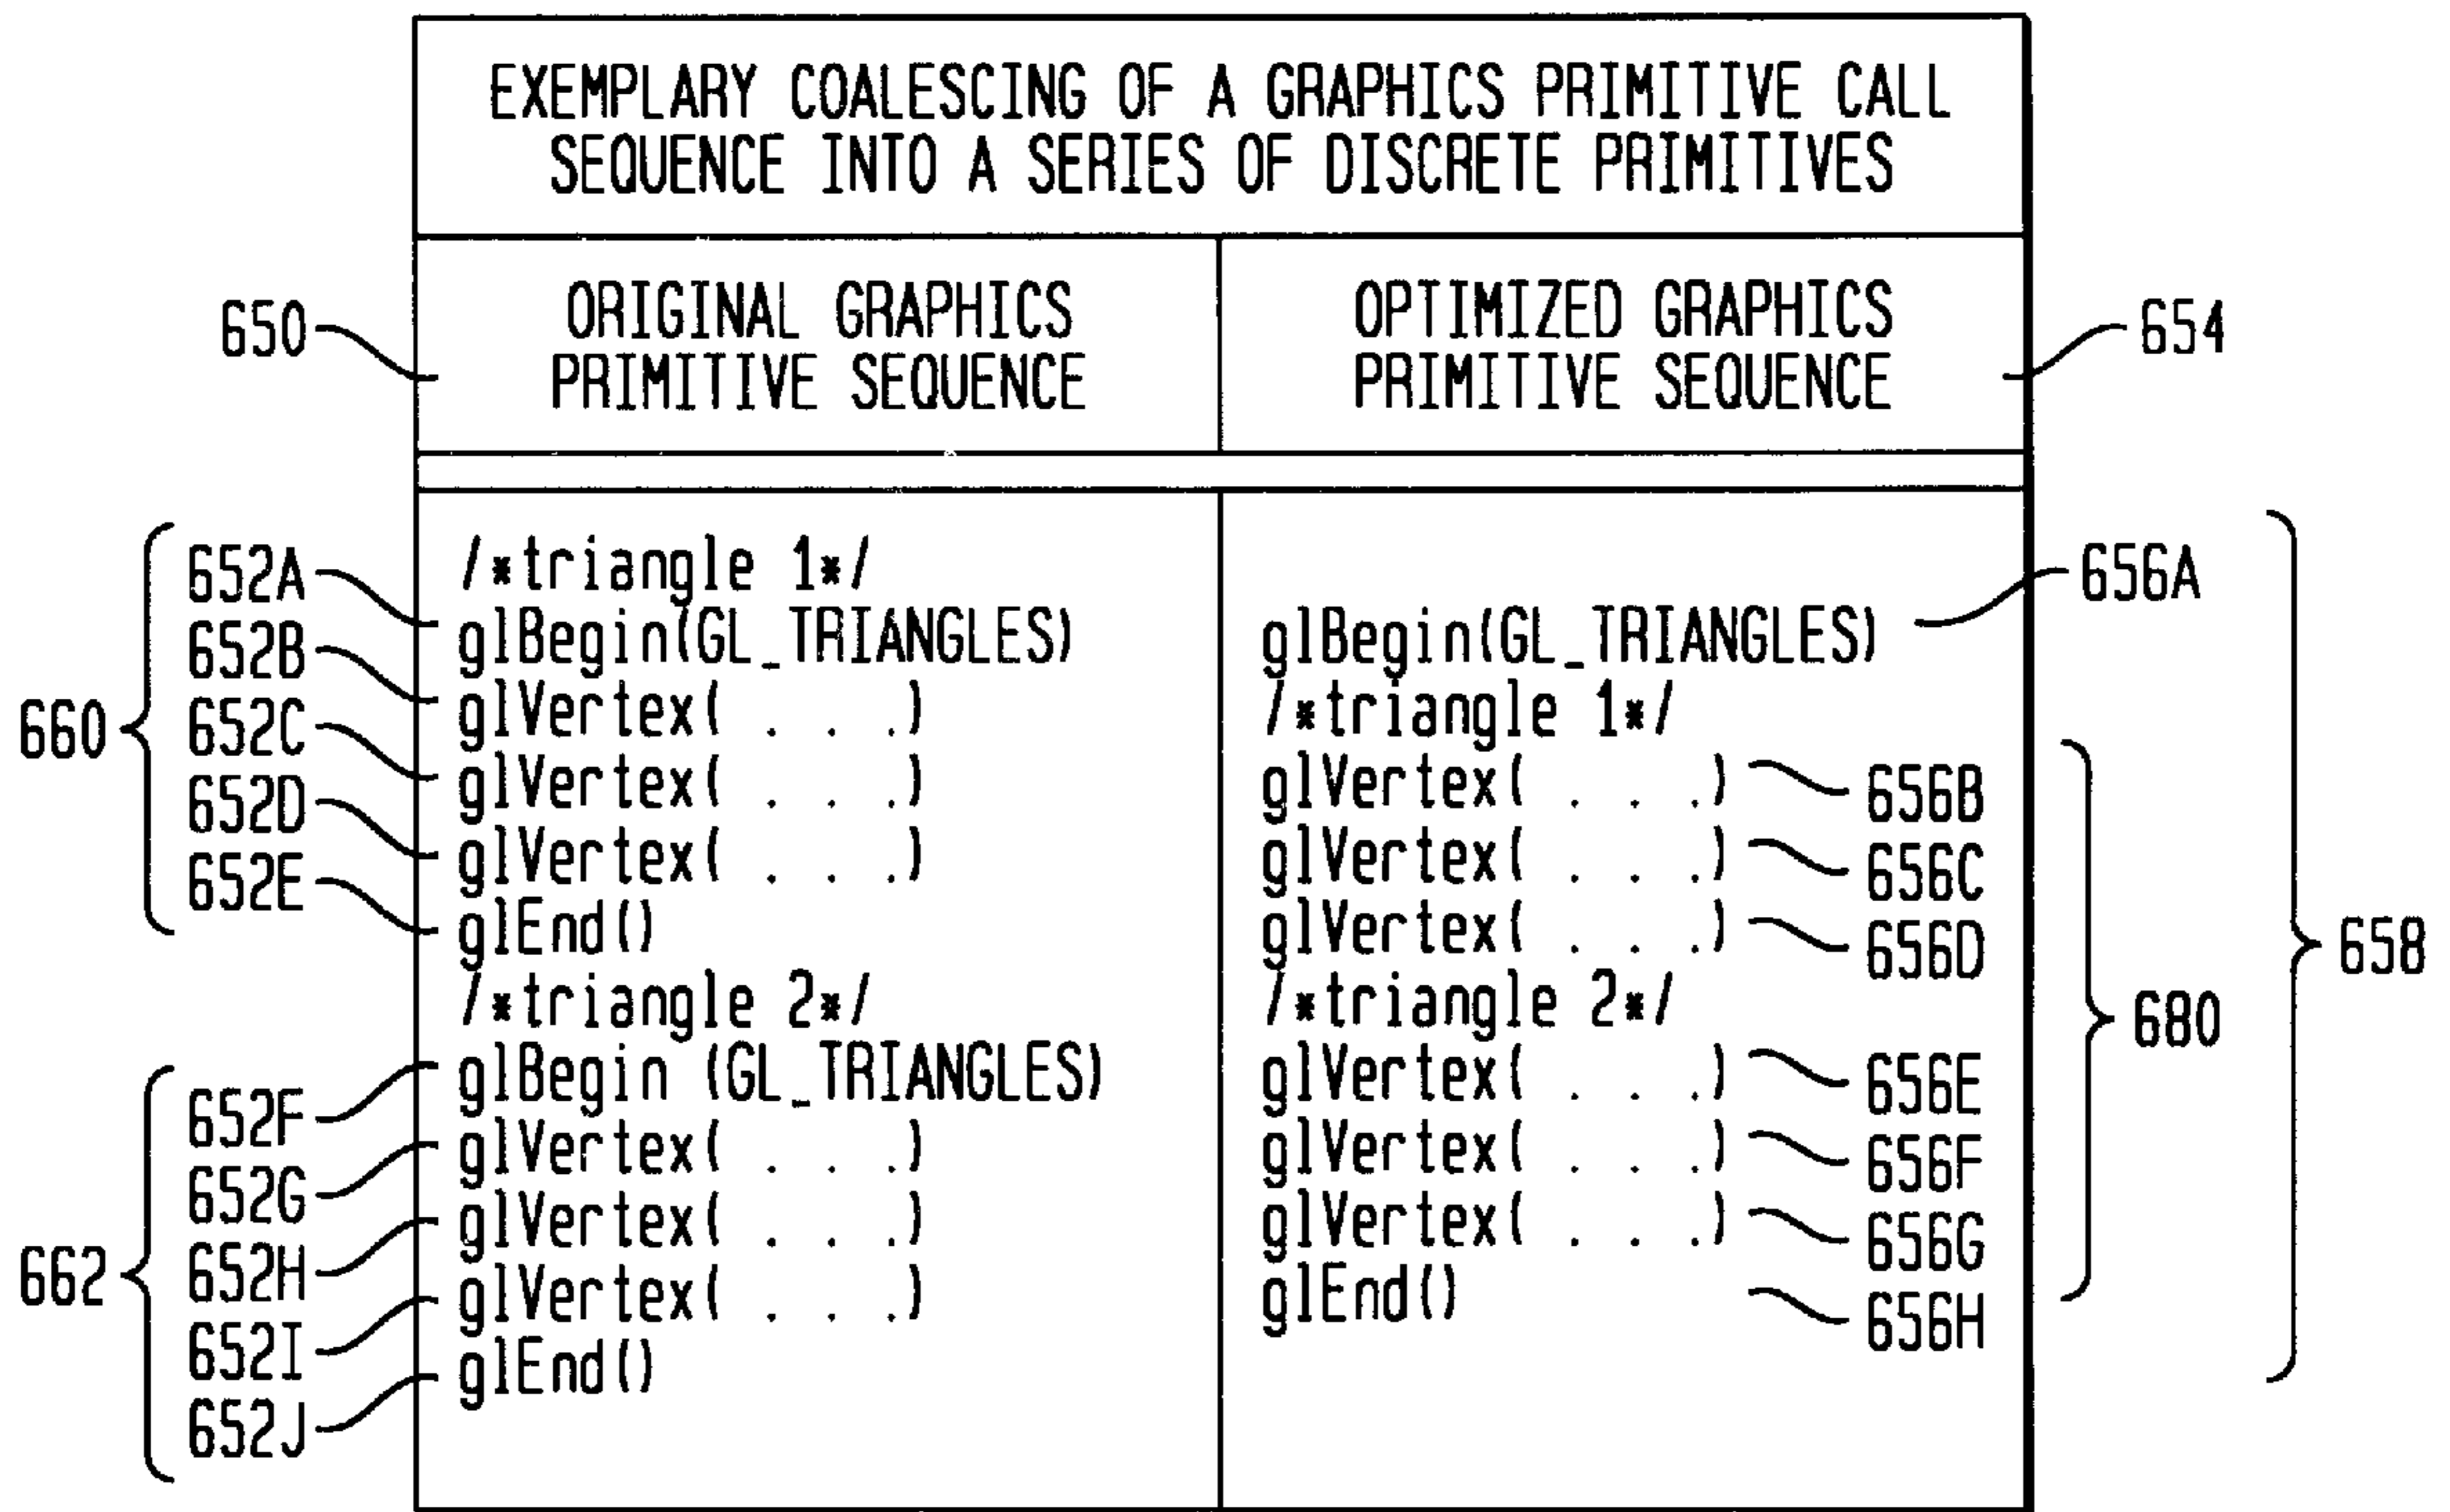 EXEMPLARY COALESCING OF A GRAPHICS PRIMITIVE CALL
SEQUENCE INTO A SERIES OF DISCRETE PRIMITIVES
650
ORIGINAL GRAPHICS
PRIMITIVE SEQUENCE
OPTIMIZED GRAPHICS
PRIMITIVE SEQUENCE
654
660
652A
652B
652C
652D
652E
662
652F
652G
652H
652I
652J
/*triangle 1*/
glBegin(GL_TRIANGLES)
glVertex( . . .)
glVertex( . . .)
glVertex( . . .)
glEnd()
/*triangle 2*/
glBegin (GL_TRIANGLES)
glVertex( . . .)
glVertex( . . .)
glVertex( . . .)
glEnd()
glBegin(GL_TRIANGLES)
/*triangle 1*/
glVertex( . . .)
glVertex( . . .)
glVertex( . . .)
/*triangle 2*/
glVertex( . . .)
glVertex( . . .)
glVertex( . . .)
glEnd()
656A
656B
656C
656D
656E
656F
656G
656H
680
658